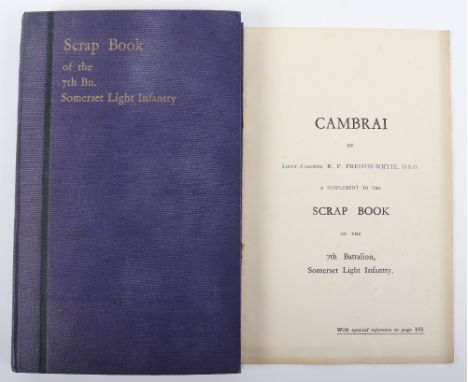 Scrap Book
of the
7th Bn.
Somerset Light Infantry
CAMBRAI
BY
Lieut.-Colonel R. P. PRESTON-WHYTE, D.S.O.
A SUPPLEMENT TO THE
SCRAP BOOK
OF THE
7th Battalion,
Somerset Light Infantry.
With special reference to page 103.